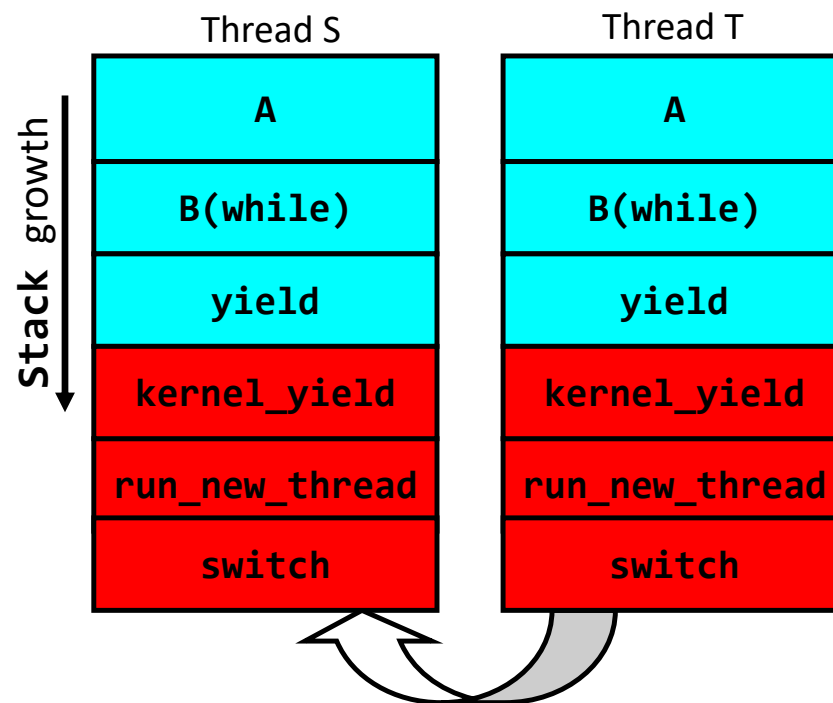 Thread S
Thread T
Stack growth
A
B(while)
yield
kernel_yield
run_new_thread
switch
A
B(while)
yield
kernel_yield
run_new_thread
switch